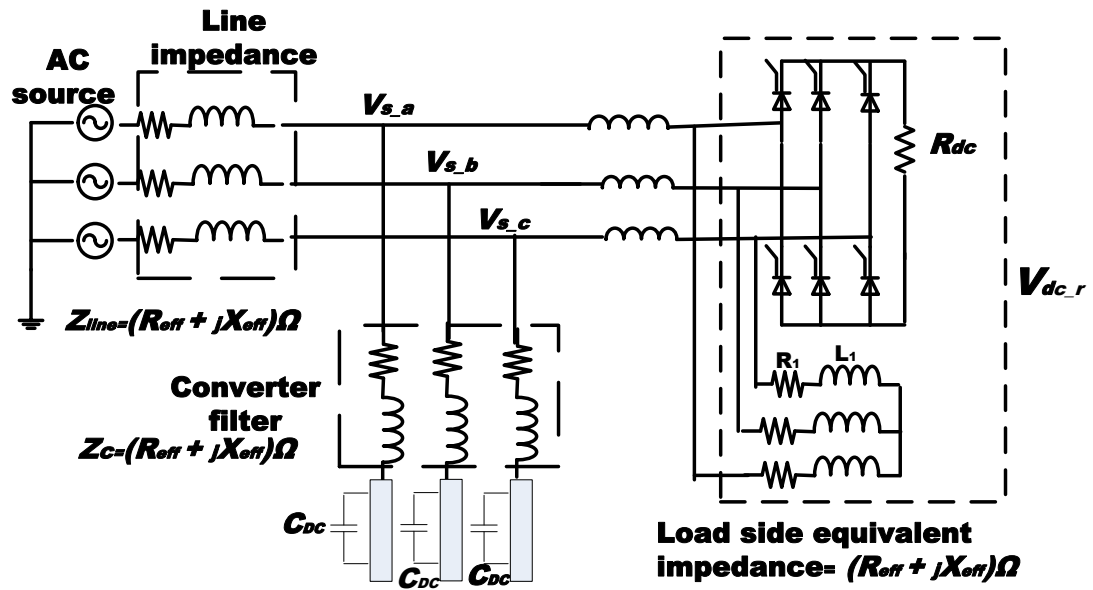 Line
impedance
AC
source
Vs_a
Vs_b
Vs_c
Rdc
Vdc_r
Zline=(Reff + jXeff)Ω
R1
L1
Converter
filter
ZC=(Reff + jXeff)Ω
CDC
CDC
CDC
Load side equivalent
impedance= (Reff + jXeff)Ω